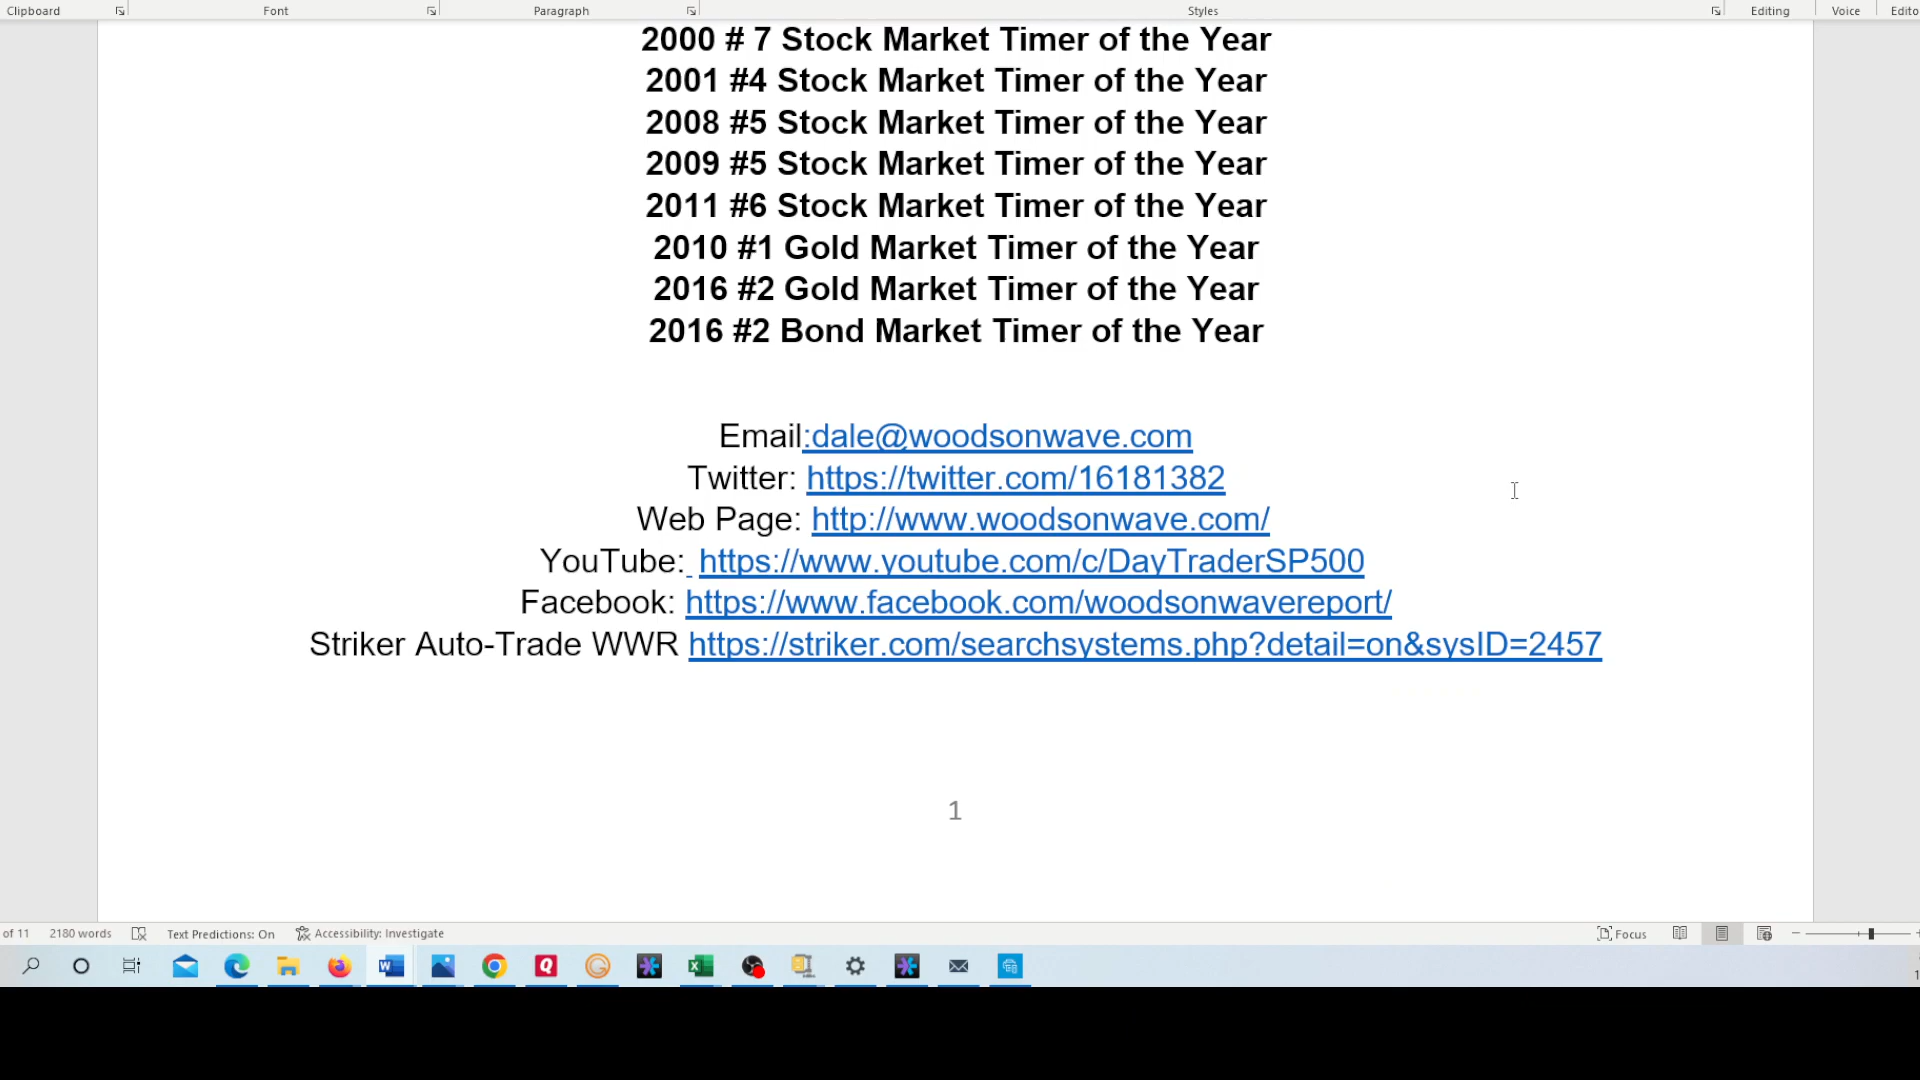 Clipboard Font Paragraph Styles Editing Voice Edito
2000 # 7 Stock Market Timer of the Year
2001 #4 Stock Market Timer of the Year
2008 #5 Stock Market Timer of the Year
2009 #5 Stock Market Timer of the Year
2011 #6 Stock Market Timer of the Year
2010 #1 Gold Market Timer of the Year
2016 #2 Gold Market Timer of the Year
2016 #2 Bond Market Timer of the Year
Email:dale@woodsonwave.com
Twitter: https://twitter.com/16181382
Web Page: http://www.woodsonwave.com/
YouTube: https://www.youtube.com/c/DayTraderSP500
Facebook: https://www.facebook.com/woodsonwavereport/
Striker Auto-Trade WWR https://striker.com/searchsystems.php?detail=on&sysID=2457
1
of 11 2180 words Text Predictions: On Accessibility: Investigate Focus